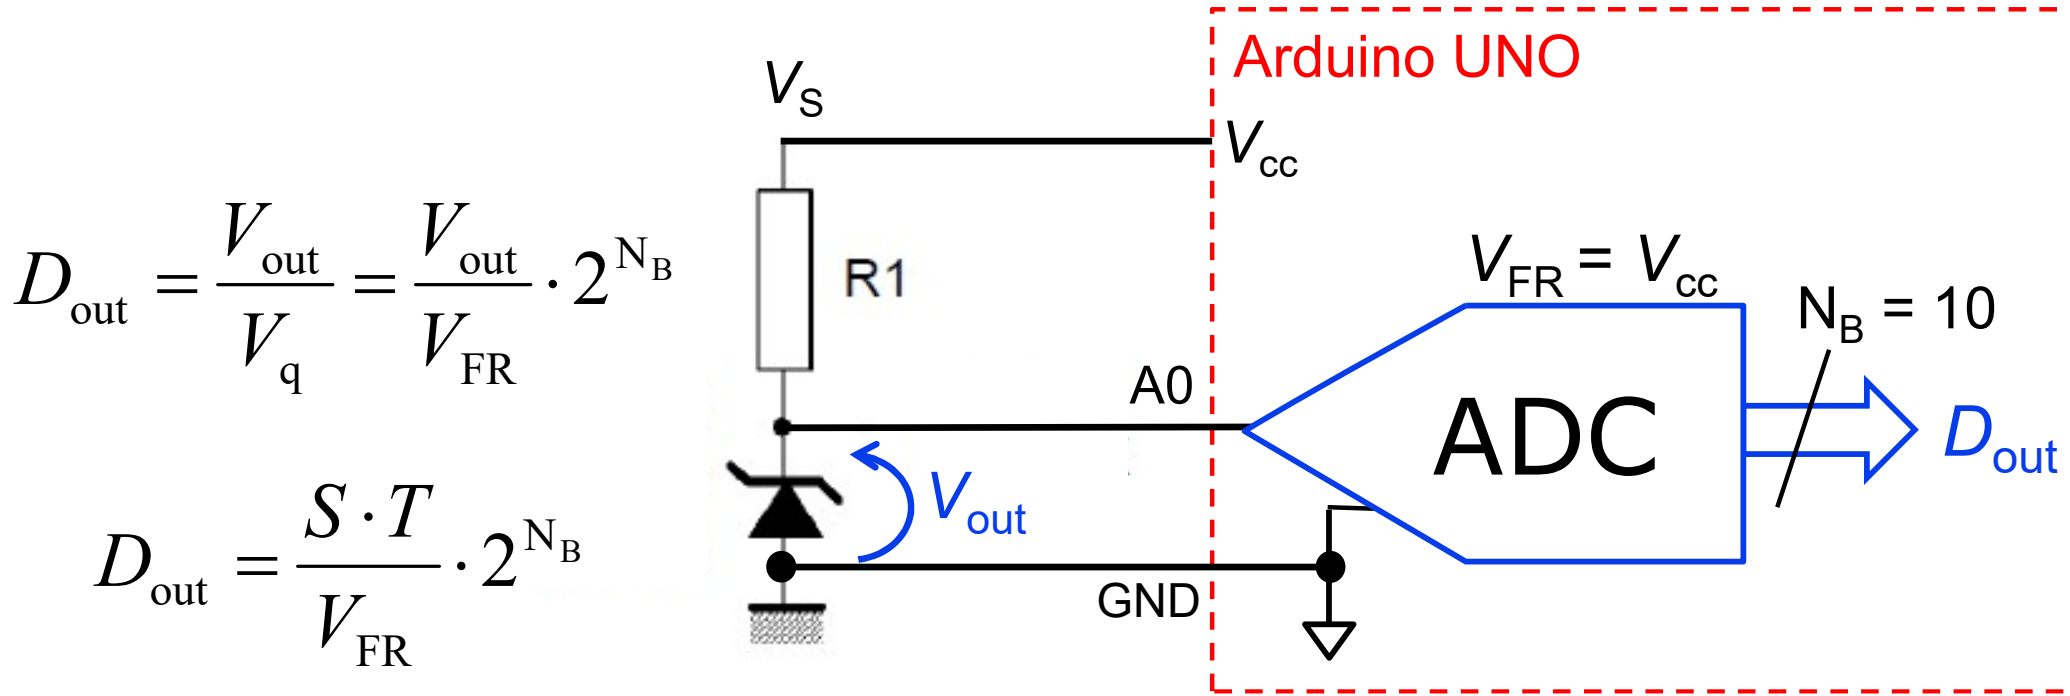 Arduino UNO
V_S
V_cc
D_out = V_out / V_q = V_out / V_FR · 2^N_B
R1
V_FR = V_cc
N_B = 10
A0
ADC
D_out
V_out
D_out = S · T / V_FR · 2^N_B
GND